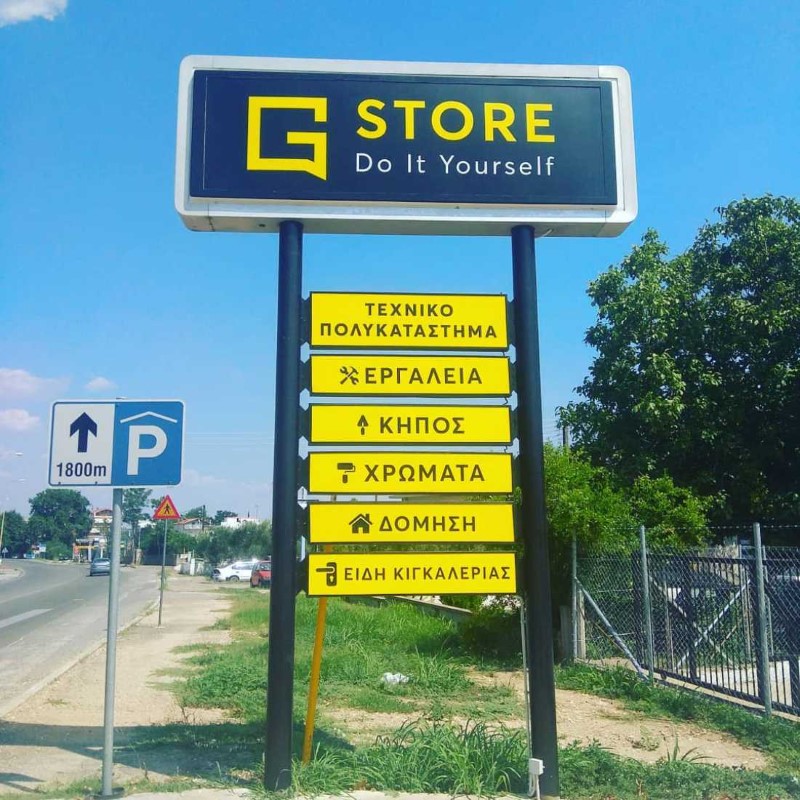 G STORE
Do It Yourself
ΤΕΧΝΙΚΟ
ΠΟΛΥΚΑΤΑΣΤΗΜΑ
ΕΡΓΑΛΕΙΑ
ΚΗΠΟΣ
ΧΡΩΜΑΤΑ
ΔΟΜΗΣΗ
ΕΙΔΗ ΚΙΓΚΑΛΕΡΙΑΣ
1800m
P